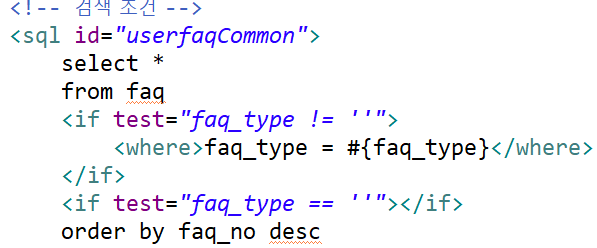 <!-- 검색 조건 -->
<sql id="userfaqCommon">
select *
from faq
<if test="faq_type != ''">
<where>faq_type = #{faq_type}</where>
</if>
<if test="faq_type == ''"></if>
order by faq_no desc